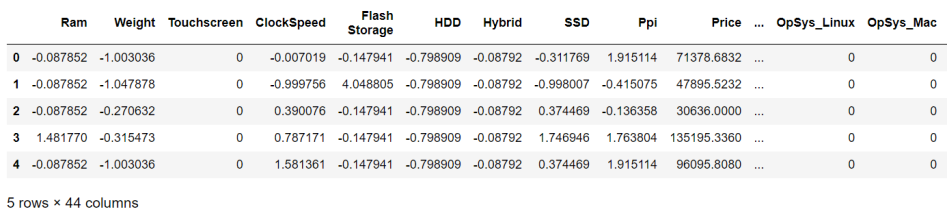 Ram Weight Touchscreen ClockSpeed Flash Storage HDD Hybrid SSD Ppi Price ... OpSys_Linux OpSys_Mac
0 -0.087852 -1.003036 0 -0.007019 -0.147941 -0.798909 -0.08792 -0.311769 1.915114 71378.6832 ... 0 0
1 -0.087852 -1.047878 0 -0.999756 4.048805 -0.798909 -0.08792 -0.998007 -0.415075 47895.5232 ... 0 0
2 -0.087852 -0.270632 0 0.390076 -0.147941 -0.798909 -0.08792 0.374469 -0.136358 30636.0000 ... 0 0
3 1.481770 -0.315473 0 0.787171 -0.147941 -0.798909 -0.08792 1.746946 1.763804 135195.3360 ... 0 0
4 -0.087852 -1.003036 0 1.581361 -0.147941 -0.798909 -0.08792 0.374469 1.915114 96095.8080 ... 0 0
5 rows × 44 columns